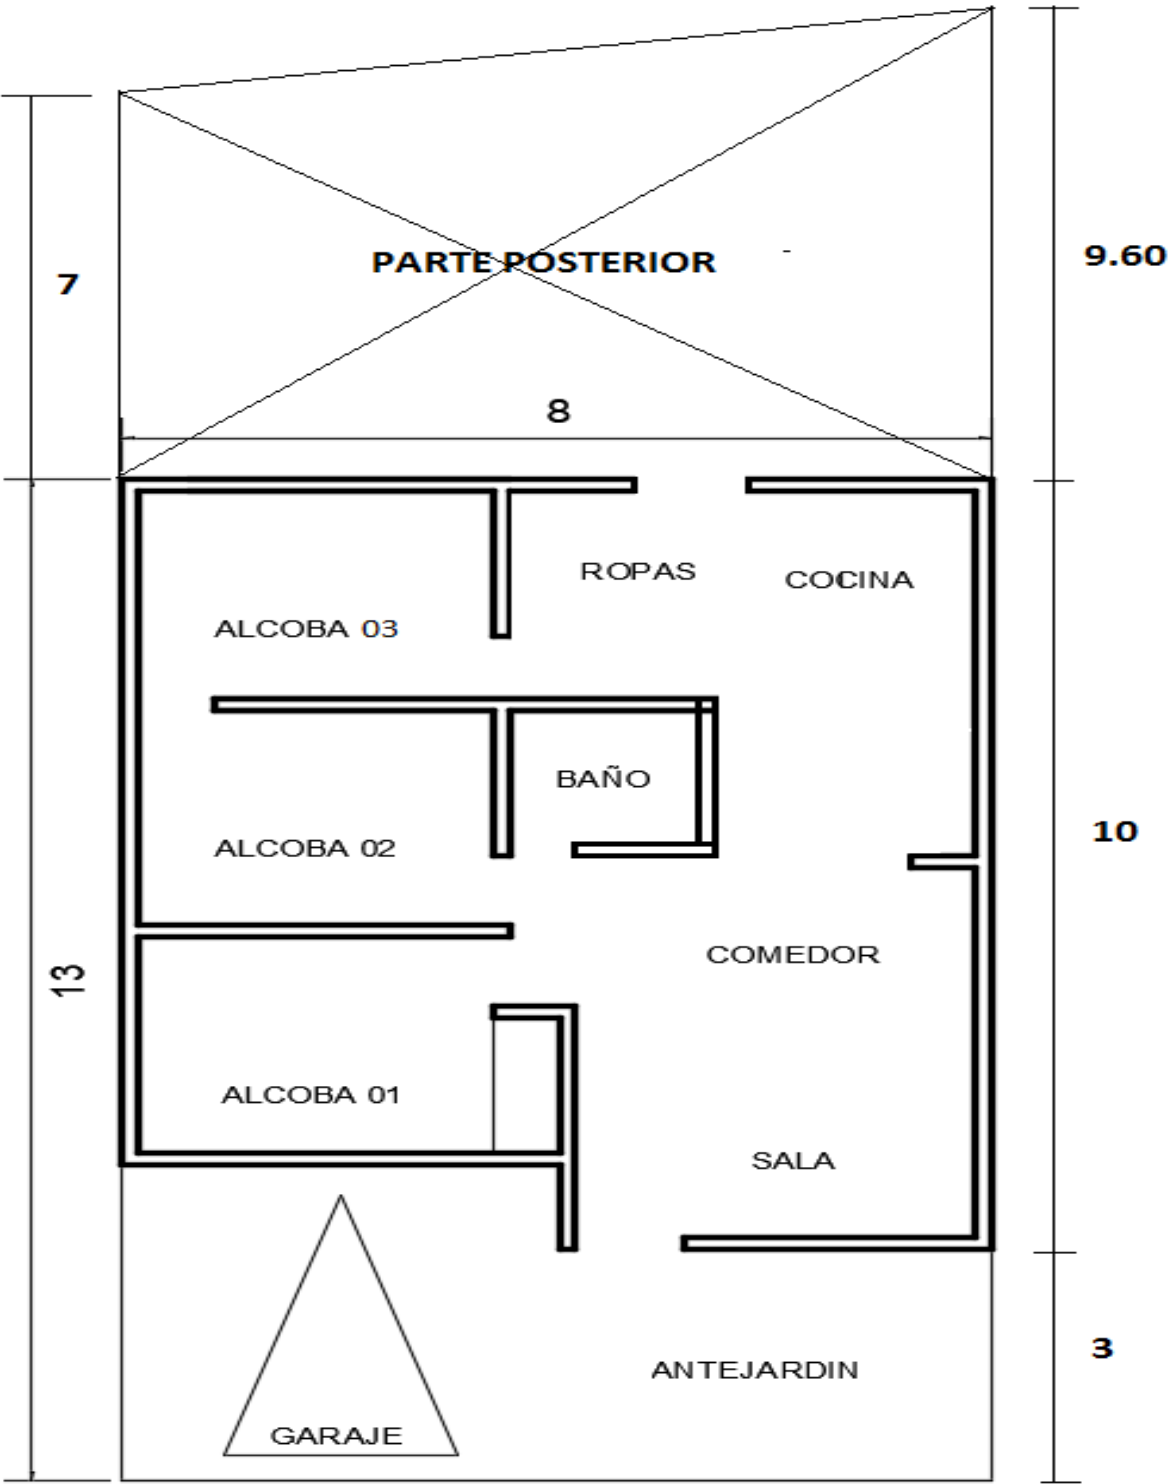 PARTE POSTERIOR
9.60
7
8
ROPAS
COCINA
ALCOBA 03
BAÑO
10
ALCOBA 02
COMEDOR
13
ALCOBA 01
SALA
3
ANTEJARDIN
GARAJE